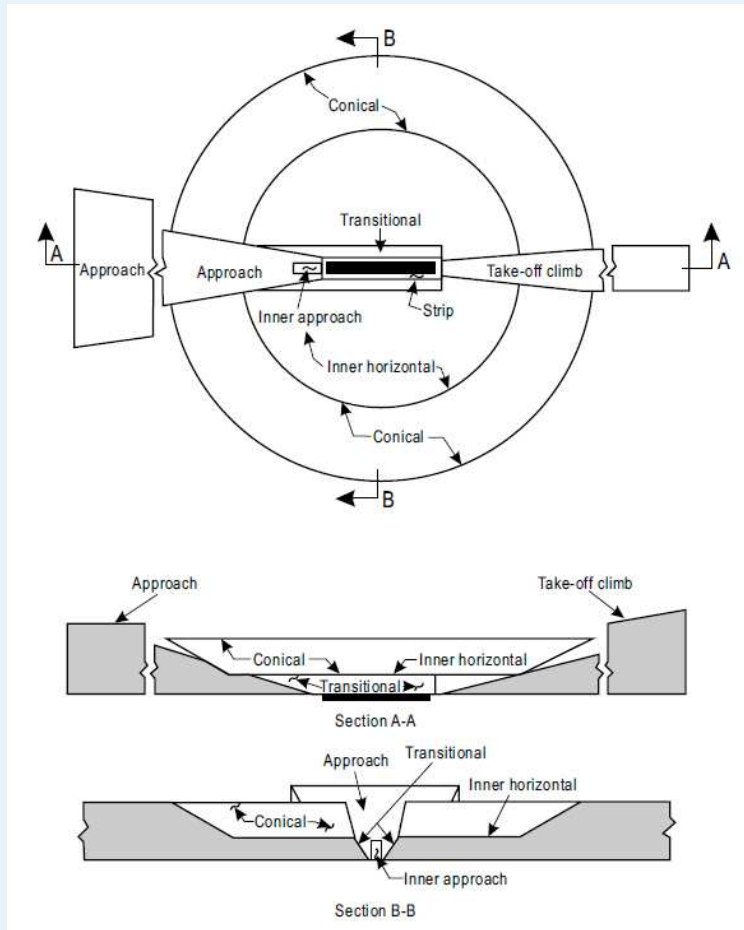 B
Conical
Transitional
A
Approach
Approach
Take-off climb
A
Inner approach
Strip
Inner horizontal
Conical
B
Approach
Take-off climb
Conical
Inner horizontal
Transitional
Section A-A
Transitional
Approach
Inner horizontal
Conical
Inner approach
Section B-B